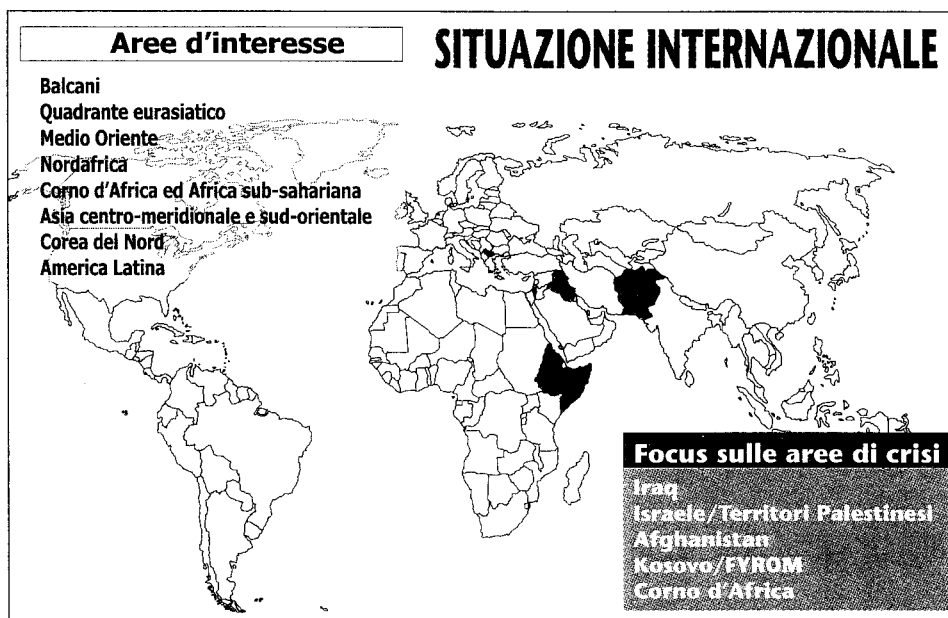 Aree d'interesse
SITUAZIONE INTERNAZIONALE
Balcani
Quadrante eurasiatico
Medio Oriente
Nordafrica
Corno d'Africa ed Africa sub-sahariana
Asia centro-meridionale e sud-orientale
Corea del Nord
America Latina
Focus sulle aree di crisi
Iraq
Israele/Territori Palestinesi
Afghanistan
Kosovo/FYROM
Corno d'Africa